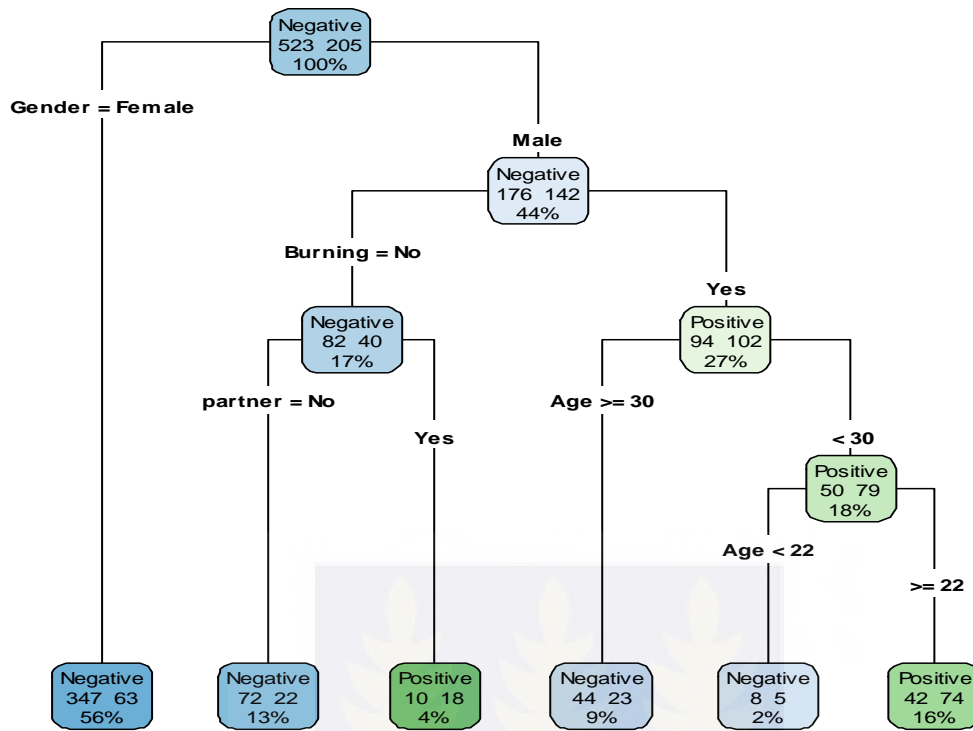 Negative
523 205
100%
Gender = Female
Male
Negative
176 142
44%
Burning = No
Yes
Negative
82 40
17%
Positive
94 102
27%
partner = No
Yes
Age >= 30
< 30
Positive
50 79
18%
Age < 22
>= 22
Negative
347 63
56%
Negative
72 22
13%
Positive
10 18
4%
Negative
44 23
9%
Negative
8 5
2%
Positive
42 74
16%